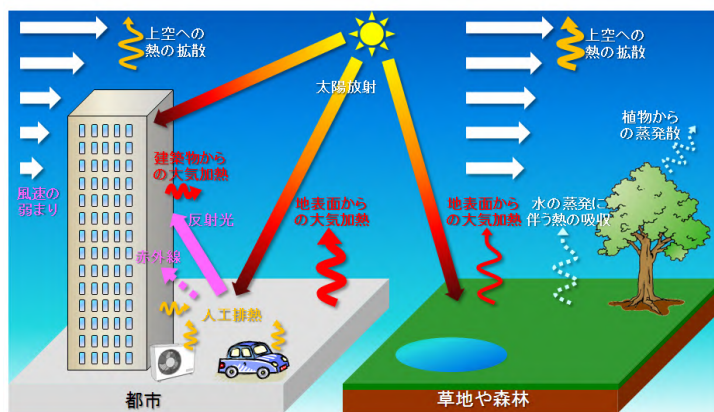 上空への
熱の拡散
太陽放射
上空への
熱の拡散
植物から
の蒸発散
建築物から
の大気加熱
風速の
弱まり
反射光
地表面から
の大気加熱
地表面から
の大気加熱
水の蒸発に
伴う熱の吸収
赤外線
人工排熱
都市
草地や森林